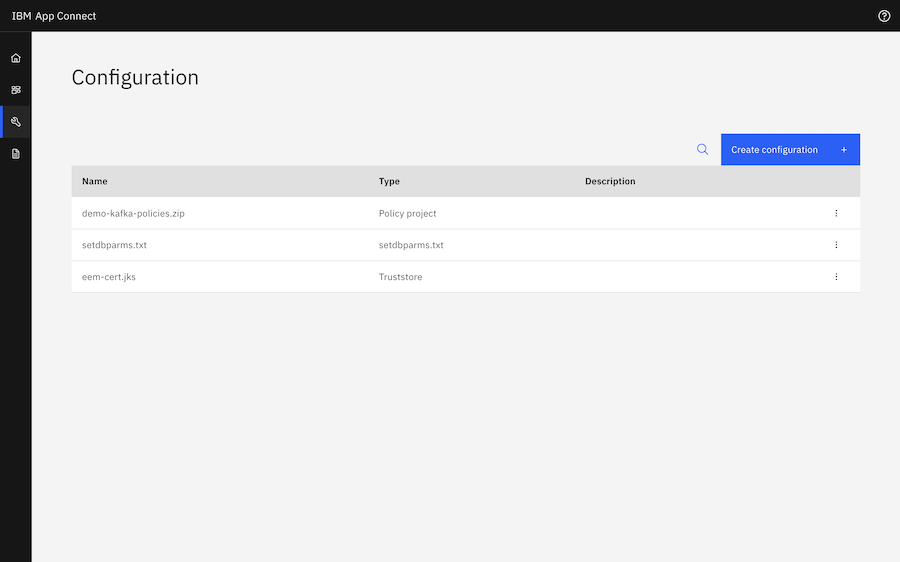 IBM App Connect
Configuration
Create configuration +
Name Type Description
demo-kafka-policies.zip Policy project
setdbparms.txt setdbparms.txt
eem-cert.jks Truststore